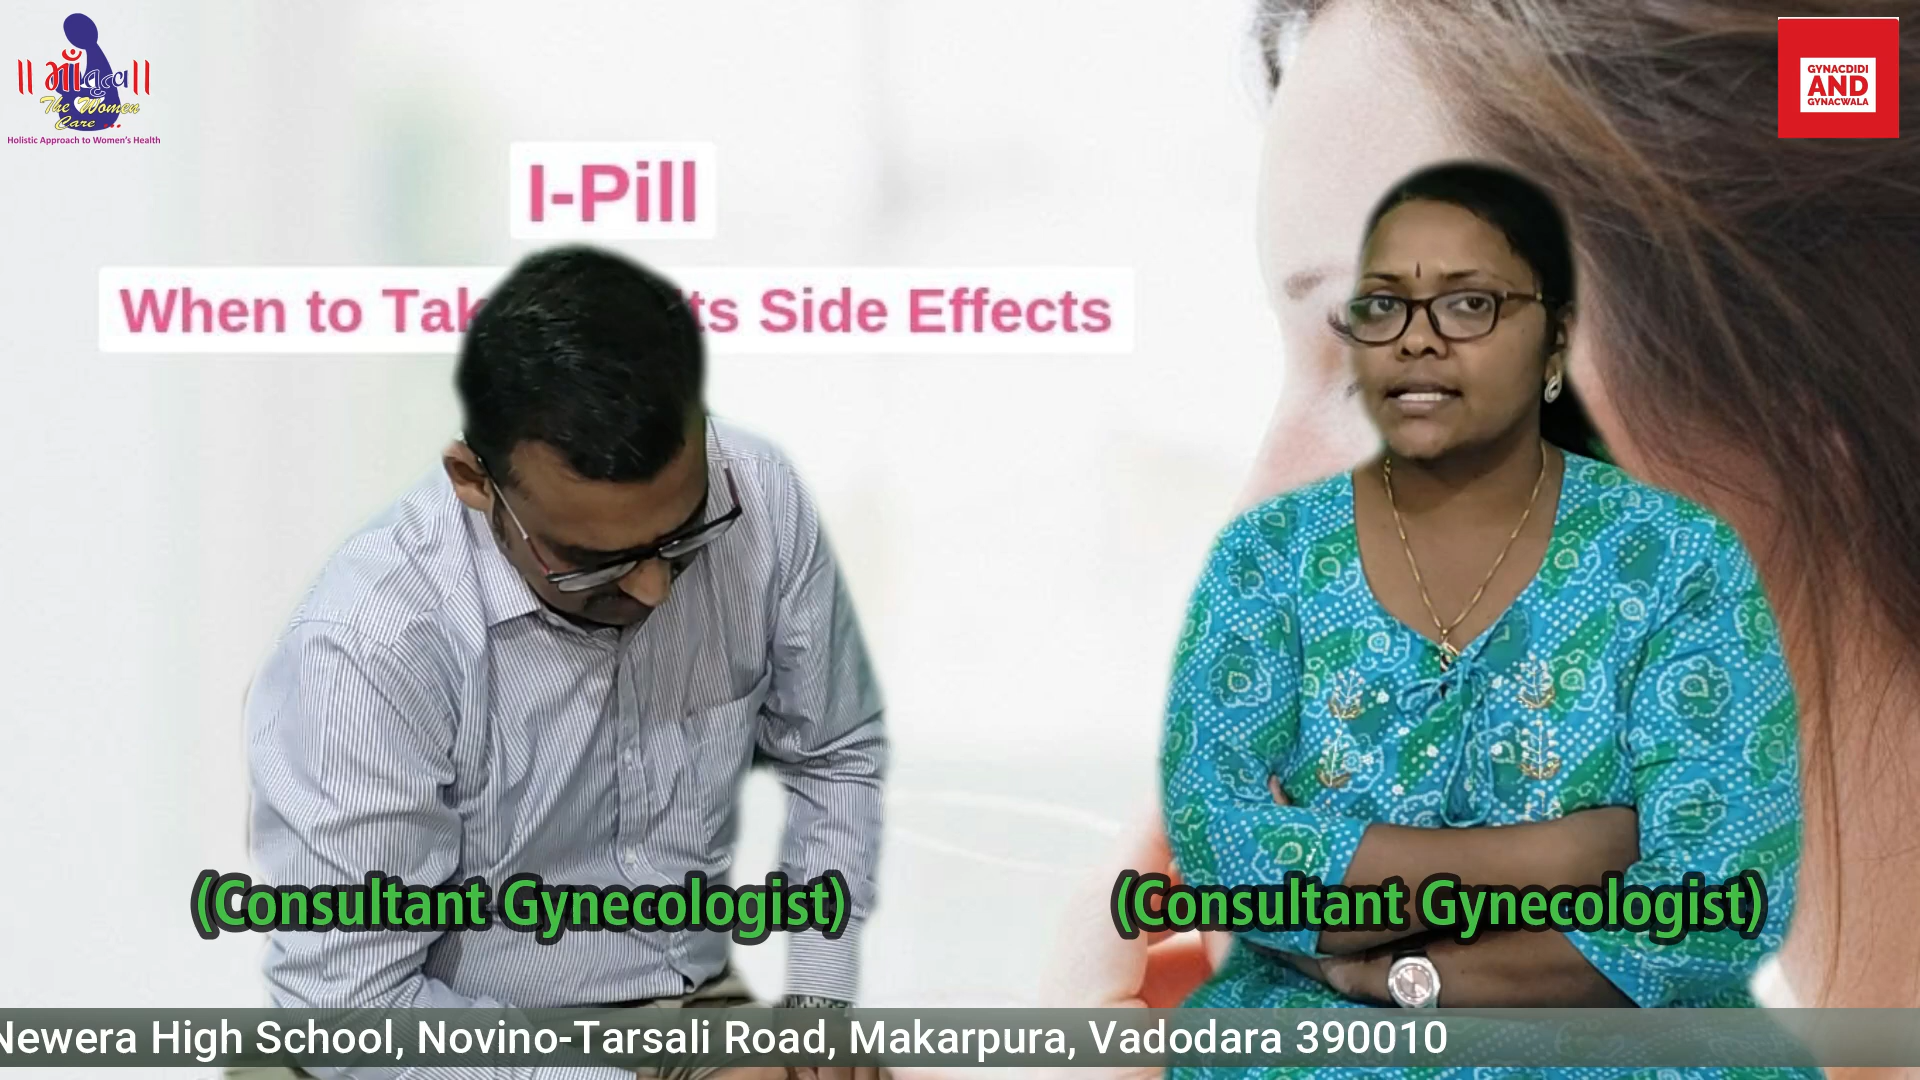 ॥ માઁતૃત્વ ॥
The Women
Care ...
Holistic Approach to Women's Health
GYNACDIDI
AND
GYNACWALA
I-Pill
When to Tak ts Side Effects
(Consultant Gynecologist)
(Consultant Gynecologist)
Newera High School, Novino-Tarsali Road, Makarpura, Vadodara 390010